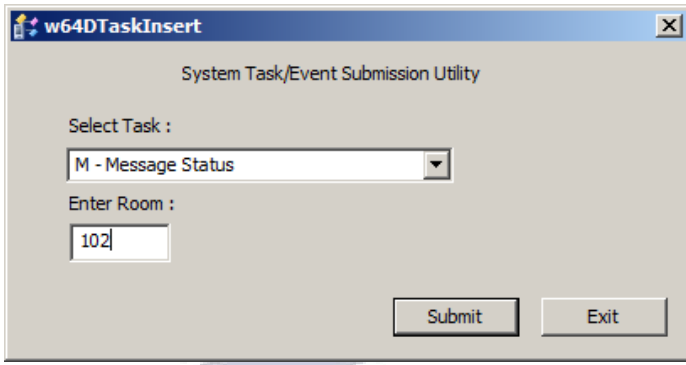 w64DTaskInsert
System Task/Event Submission Utility
Select Task :
M - Message Status
Enter Room :
102
Submit Exit